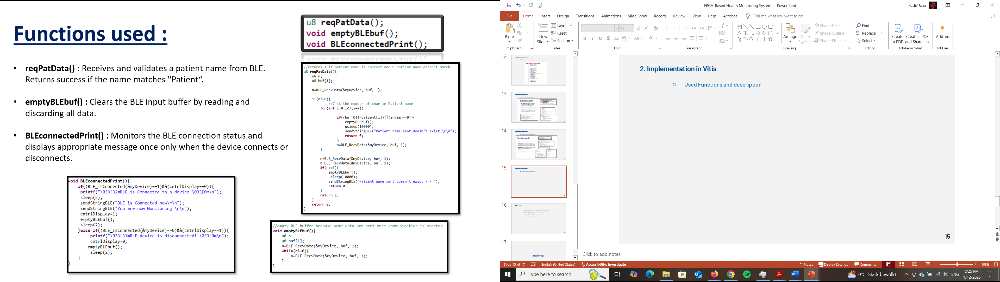 Functions used :
• reqPatData() : Receives and validates a patient name from BLE.
Returns success if the name matches "Patient“.
• emptyBLEbuf() : Clears the BLE input buffer by reading and
discarding all data.
• BLEconnectedPrint() : Monitors the BLE connection status and
displays appropriate message once only when the device connects or
disconnects.
u8 reqPatData();
void emptyBLEbuf();
void BLEconnectedPrint();
//returns 1 if patient name is correct and 0 patient name doesn't match
u8 reqPatData(){
u8 n;
u8 buf[1];
n=BLE_RecvData(&myDevice, buf, 1);
if(n!=0){
//7 is the number of char in Patient name
for(int i=0;i<7;i++){
if((buf[0]!=patient[i])||(i<6&&n==0)){
emptyBLEbuf();
usleep(10000);
sendStringBLE("Patient name sent doesn't exist \r\n");
return 0;
}
n=BLE_RecvData(&myDevice, buf, 1);
}
n=BLE_RecvData(&myDevice, buf, 1);
n=BLE_RecvData(&myDevice, buf, 1);
if(n==1){
emptyBLEbuf();
usleep(10000);
sendStringBLE("Patient name sent doesn't exist \r\n");
return 0;
}
return 1;
}
return 0;
}
void BLEconnectedPrint(){
if((BLE_IsConnected(&myDevice)==1)&&(cntrlDisplay==0)){
printf("\033[32mBLE is Connected to a device \033[0m\n");
sleep(2);
sendStringBLE("BLE is Connected now\r\n");
sendStringBLE("You are now Monitoring \r\n");
cntrlDisplay=1;
emptyBLEbuf();
sleep(2);
}else if((BLE_IsConnected(&myDevice)==0)&&(cntrlDisplay==1)){
printf("\033[31mBLE device is disconnected!!\033[0m\n");
cntrlDisplay=0;
emptyBLEbuf();
sleep(2);
}
}
//empty BLE buffer because some data are sent once communication is started
void emptyBLEbuf(){
u8 n;
u8 buf[1];
n=BLE_RecvData(&myDevice, buf, 1);
while(n!=0){
n=BLE_RecvData(&myDevice, buf, 1);
}
}
FPGA-Based Health Monitoring System - PowerPoint
Kashif Raza
File Home Insert Design Transitions Animations Slide Show Record Review View Help Acrobat Tell me what you want to do
Paste
Clipboard
New
Slide
Layout
Reset
Section
Slides
11
B I U S abc AV Aa A
Font
Paragraph
Arrange
Quick
Styles
Shape Fill
Shape Outline
Shape Effects
Drawing
Find
Replace
Select
Editing
Create
a PDF
Create a PDF
and Share link
Adobe Acrobat
Add-ins
Add-ins
12
13
Functions used :
14
Functions used :
15
16
17
Thank you!
2. Implementation in Vitis
○ Used Functions and description
15
Click to add notes
Slide 15 of 17 English (United States) Accessibility: Investigate
Notes Display Settings Comments 108%
Type here to search
0°C Stark bewölkt
ENG
5:25 PM
1/12/2025